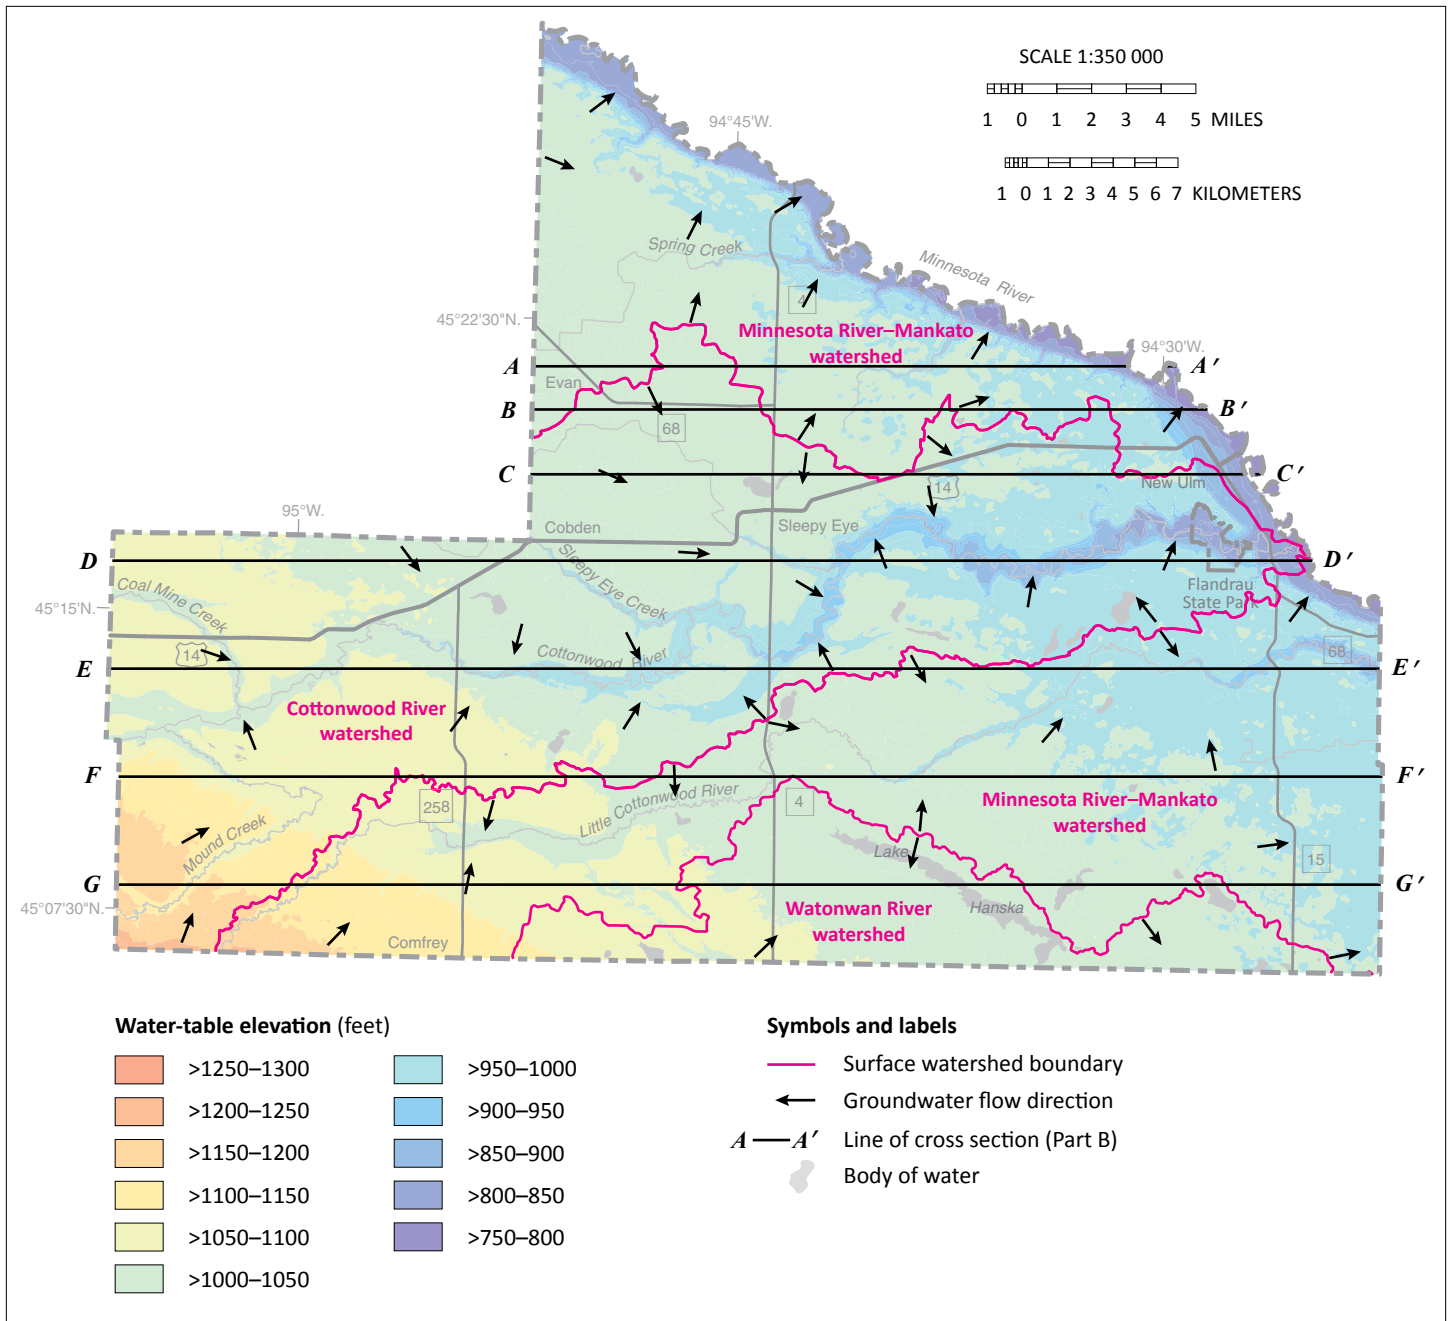 SCALE 1:350 000
1 0 1 2 3 4 5 MILES
1 0 1 2 3 4 5 6 7 KILOMETERS
94°45'W.
Spring Creek
Minnesota River
4
45°22'30"N.
Minnesota River–Mankato
watershed
94°30'W.
A
A'
Evan
B
B'
68
C
C'
14
New Ulm
95°W.
Cobden
Sleepy Eye
D
D'
Coal Mine Creek
Sleepy Eye Creek
Flandrau
State Park
45°15'N.
14
Cottonwood River
68
E
E'
Cottonwood River
watershed
F
F'
258
Little Cottonwood River
4
Minnesota River–Mankato
watershed
Mound Creek
Lake
15
G
G'
45°07'30"N.
Watonwan River
watershed
Hanska
Comfrey
Water-table elevation (feet)
>1250–1300
>1200–1250
>1150–1200
>1100–1150
>1050–1100
>1000–1050
>950–1000
>900–950
>850–900
>800–850
>750–800
Symbols and labels
Surface watershed boundary
Groundwater flow direction
A — A' Line of cross section (Part B)
Body of water